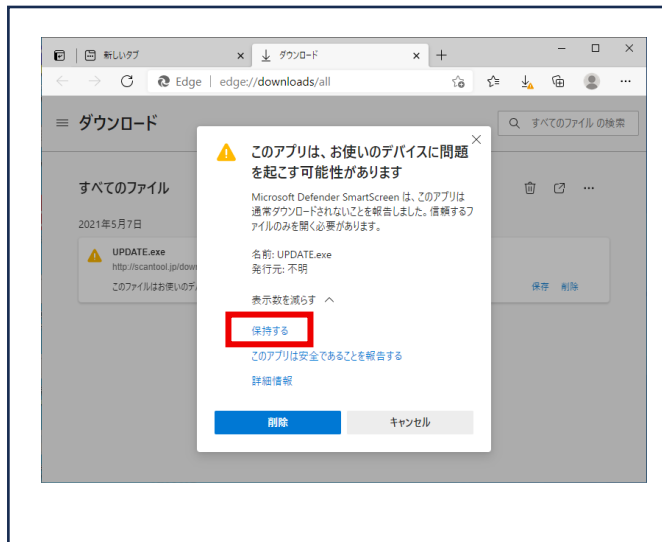 新しいタブ
ダウンロード
Edge | edge://downloads/all
ダウンロード
すべてのファイル の検索
すべてのファイル
2021年5月7日
UPDATE.exe
http://scantool.jp/down
このファイルはお使いのデ
保存 削除
このアプリは、お使いのデバイスに問題
を起こす可能性があります
Microsoft Defender SmartScreen は、このアプリは
通常ダウンロードされないことを報告しました。信頼するフ
ァイルのみを開く必要があります。
名前: UPDATE.exe
発行元: 不明
表示数を減らす
保持する
このアプリは安全であることを報告する
詳細情報
削除
キャンセル